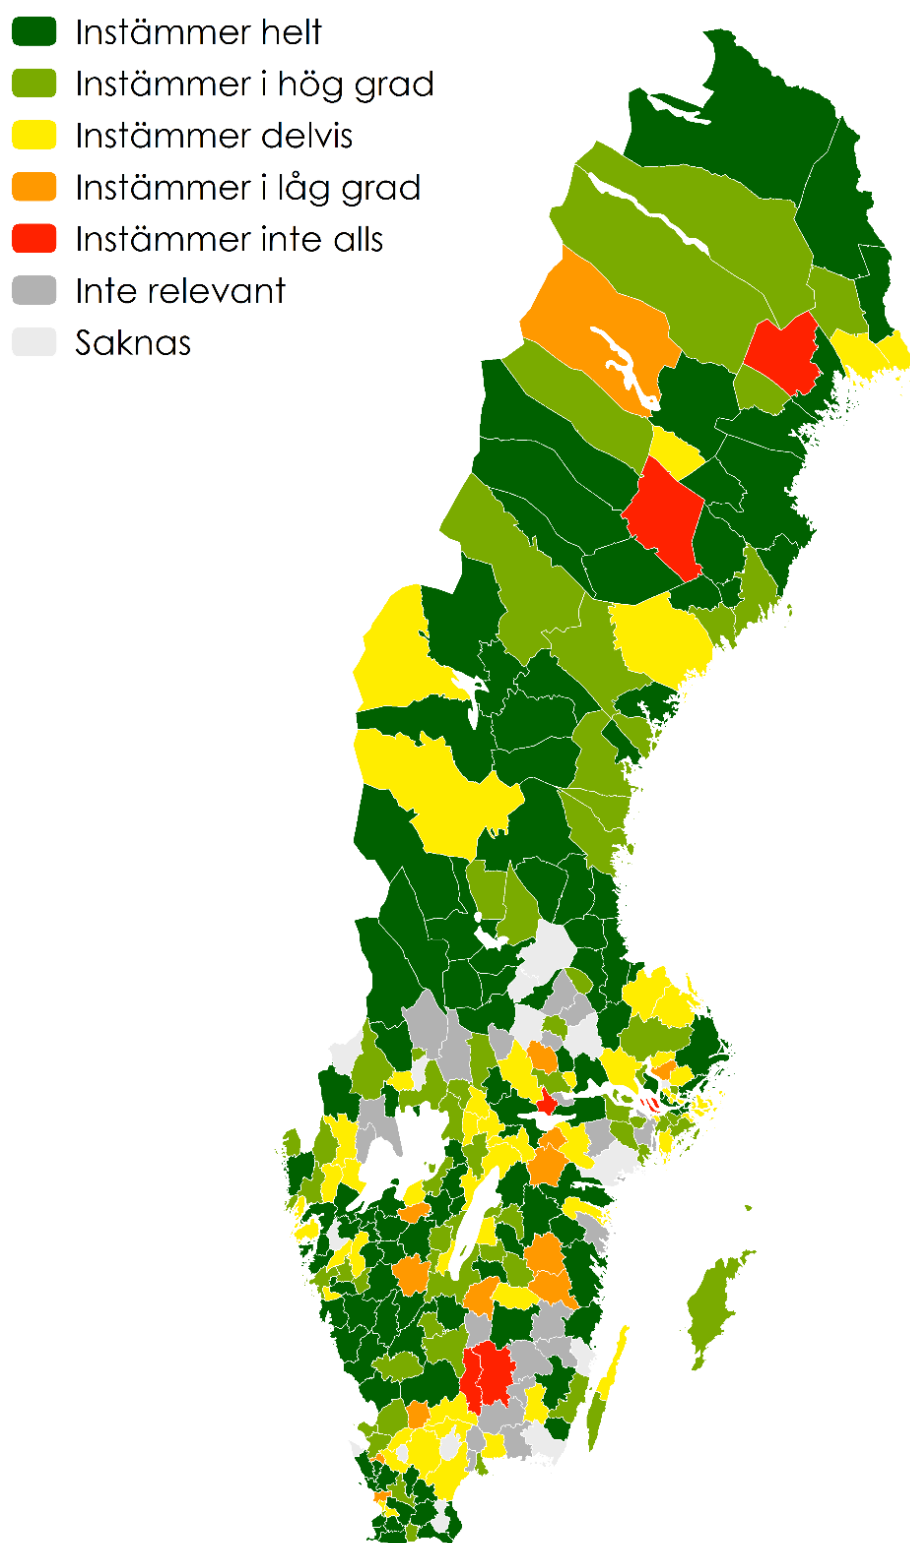 Instämmer helt
Instämmer i hög grad
Instämmer delvis
Instämmer i låg grad
Instämmer inte alls
Inte relevant
Saknas